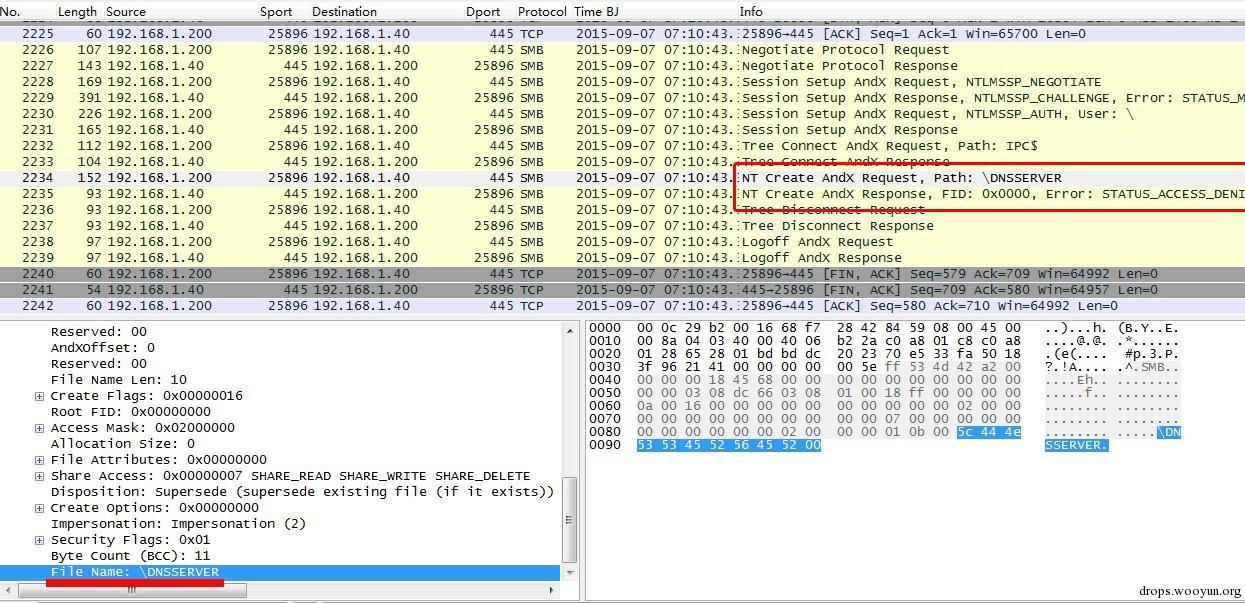 No. Length Source Sport Destination Dport Protocol Time BJ Info
2225 60 192.168.1.200 25896 192.168.1.40 445 TCP 2015-09-07 07:10:43. 25896→445 [ACK] Seq=1 Ack=1 Win=65700 Len=0
2226 107 192.168.1.200 25896 192.168.1.40 445 SMB 2015-09-07 07:10:43. Negotiate Protocol Request
2227 143 192.168.1.40 445 192.168.1.200 25896 SMB 2015-09-07 07:10:43. Negotiate Protocol Response
2228 169 192.168.1.200 25896 192.168.1.40 445 SMB 2015-09-07 07:10:43. Session Setup AndX Request, NTLMSSP_NEGOTIATE
2229 391 192.168.1.40 445 192.168.1.200 25896 SMB 2015-09-07 07:10:43. Session Setup AndX Response, NTLMSSP_CHALLENGE, Error: STATUS_M
2230 226 192.168.1.200 25896 192.168.1.40 445 SMB 2015-09-07 07:10:43. Session Setup AndX Request, NTLMSSP_AUTH, User: \
2231 165 192.168.1.40 445 192.168.1.200 25896 SMB 2015-09-07 07:10:43. Session Setup AndX Response
2232 112 192.168.1.200 25896 192.168.1.40 445 SMB 2015-09-07 07:10:43. Tree Connect AndX Request, Path: IPC$
2233 104 192.168.1.40 445 192.168.1.200 25896 SMB 2015-09-07 07:10:43. Tree Connect AndX Response
2234 152 192.168.1.200 25896 192.168.1.40 445 SMB 2015-09-07 07:10:43. NT Create AndX Request, Path: \DNSSERVER
2235 93 192.168.1.40 445 192.168.1.200 25896 SMB 2015-09-07 07:10:43. NT Create AndX Response, FID: 0x0000, Error: STATUS_ACCESS_DENI
2236 93 192.168.1.200 25896 192.168.1.40 445 SMB 2015-09-07 07:10:43. Tree Disconnect Request
2237 93 192.168.1.40 445 192.168.1.200 25896 SMB 2015-09-07 07:10:43. Tree Disconnect Response
2238 97 192.168.1.200 25896 192.168.1.40 445 SMB 2015-09-07 07:10:43. Logoff AndX Request
2239 97 192.168.1.40 445 192.168.1.200 25896 SMB 2015-09-07 07:10:43. Logoff AndX Response
2240 60 192.168.1.200 25896 192.168.1.40 445 TCP 2015-09-07 07:10:43. 25896→445 [FIN, ACK] Seq=579 Ack=709 Win=64992 Len=0
2241 54 192.168.1.40 445 192.168.1.200 25896 TCP 2015-09-07 07:10:43. 445→25896 [FIN, ACK] Seq=709 Ack=580 Win=64957 Len=0
2242 60 192.168.1.200 25896 192.168.1.40 445 TCP 2015-09-07 07:10:43. 25896→445 [ACK] Seq=580 Ack=710 Win=64992 Len=0
Reserved: 00
AndXOffset: 0
Reserved: 00
File Name Len: 10
Create Flags: 0x00000016
Root FID: 0x00000000
Access Mask: 0x02000000
Allocation Size: 0
File Attributes: 0x00000000
Share Access: 0x00000007 SHARE_READ SHARE_WRITE SHARE_DELETE
Disposition: Supersede (supersede existing file (if it exists))
Create Options: 0x00000000
Impersonation: Impersonation (2)
Security Flags: 0x01
Byte Count (BCC): 11
File Name: \DNSSERVER
0000 00 0c 29 b2 00 16 68 f7 28 42 84 59 08 00 45 00 ..)...h. (B.Y..E.
0010 00 8a 04 03 40 00 40 06 b2 2a c0 a8 01 c8 c0 a8 ....@.@. .*......
0020 01 28 65 28 01 bd bd dc 20 23 70 e5 33 fa 50 18 .(e(.... #p.3.P.
0030 3f 96 21 41 00 00 00 00 00 5e ff 53 4d 42 a2 00 ?.!A.... .^.SMB..
0040 00 00 00 18 45 68 00 00 00 00 00 00 00 00 00 00 ....Eh.. ........
0050 00 00 03 08 dc 66 03 08 01 00 18 ff 00 00 00 00 .....f.. ........
0060 0a 00 16 00 00 00 00 00 00 00 00 00 00 02 00 00 ........ ........
0070 00 00 00 00 00 00 00 00 00 00 07 00 00 00 00 00 ........ ........
0080 00 00 00 00 00 02 00 00 00 01 0b 00 5c 44 4e ........ .....\DN
0090 53 53 45 52 56 45 52 00 SSERVER.
drops.wooyun.org